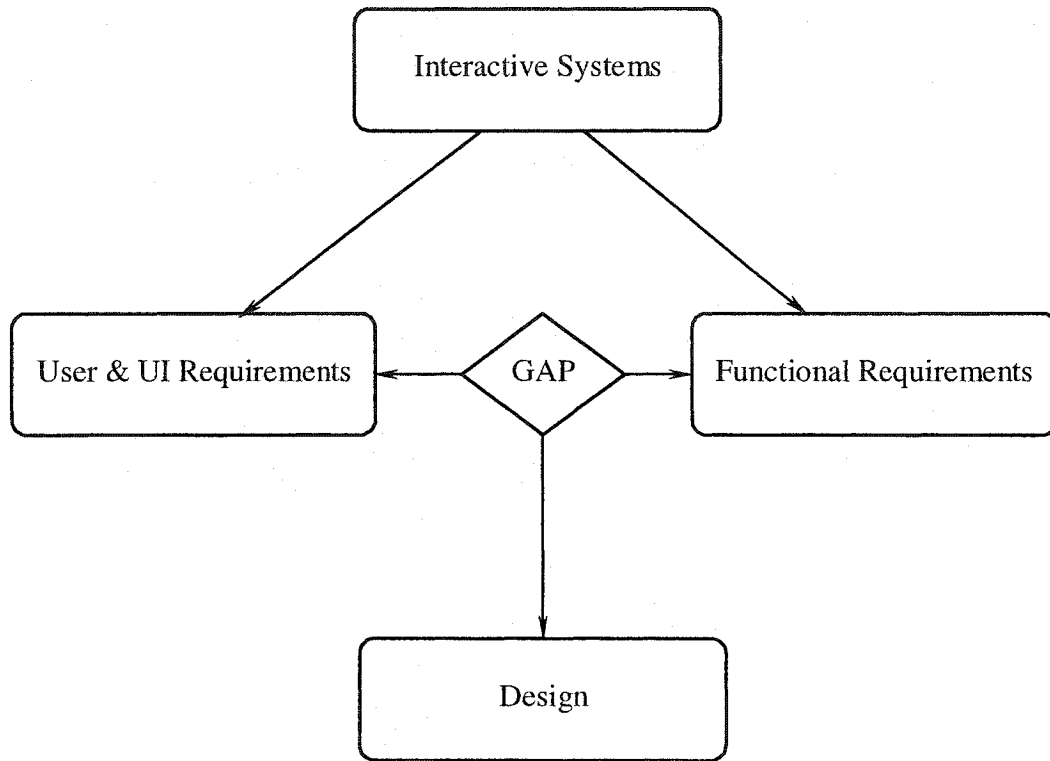 Interactive Systems
User & UI Requirements
GAP
Functional Requirements
Design